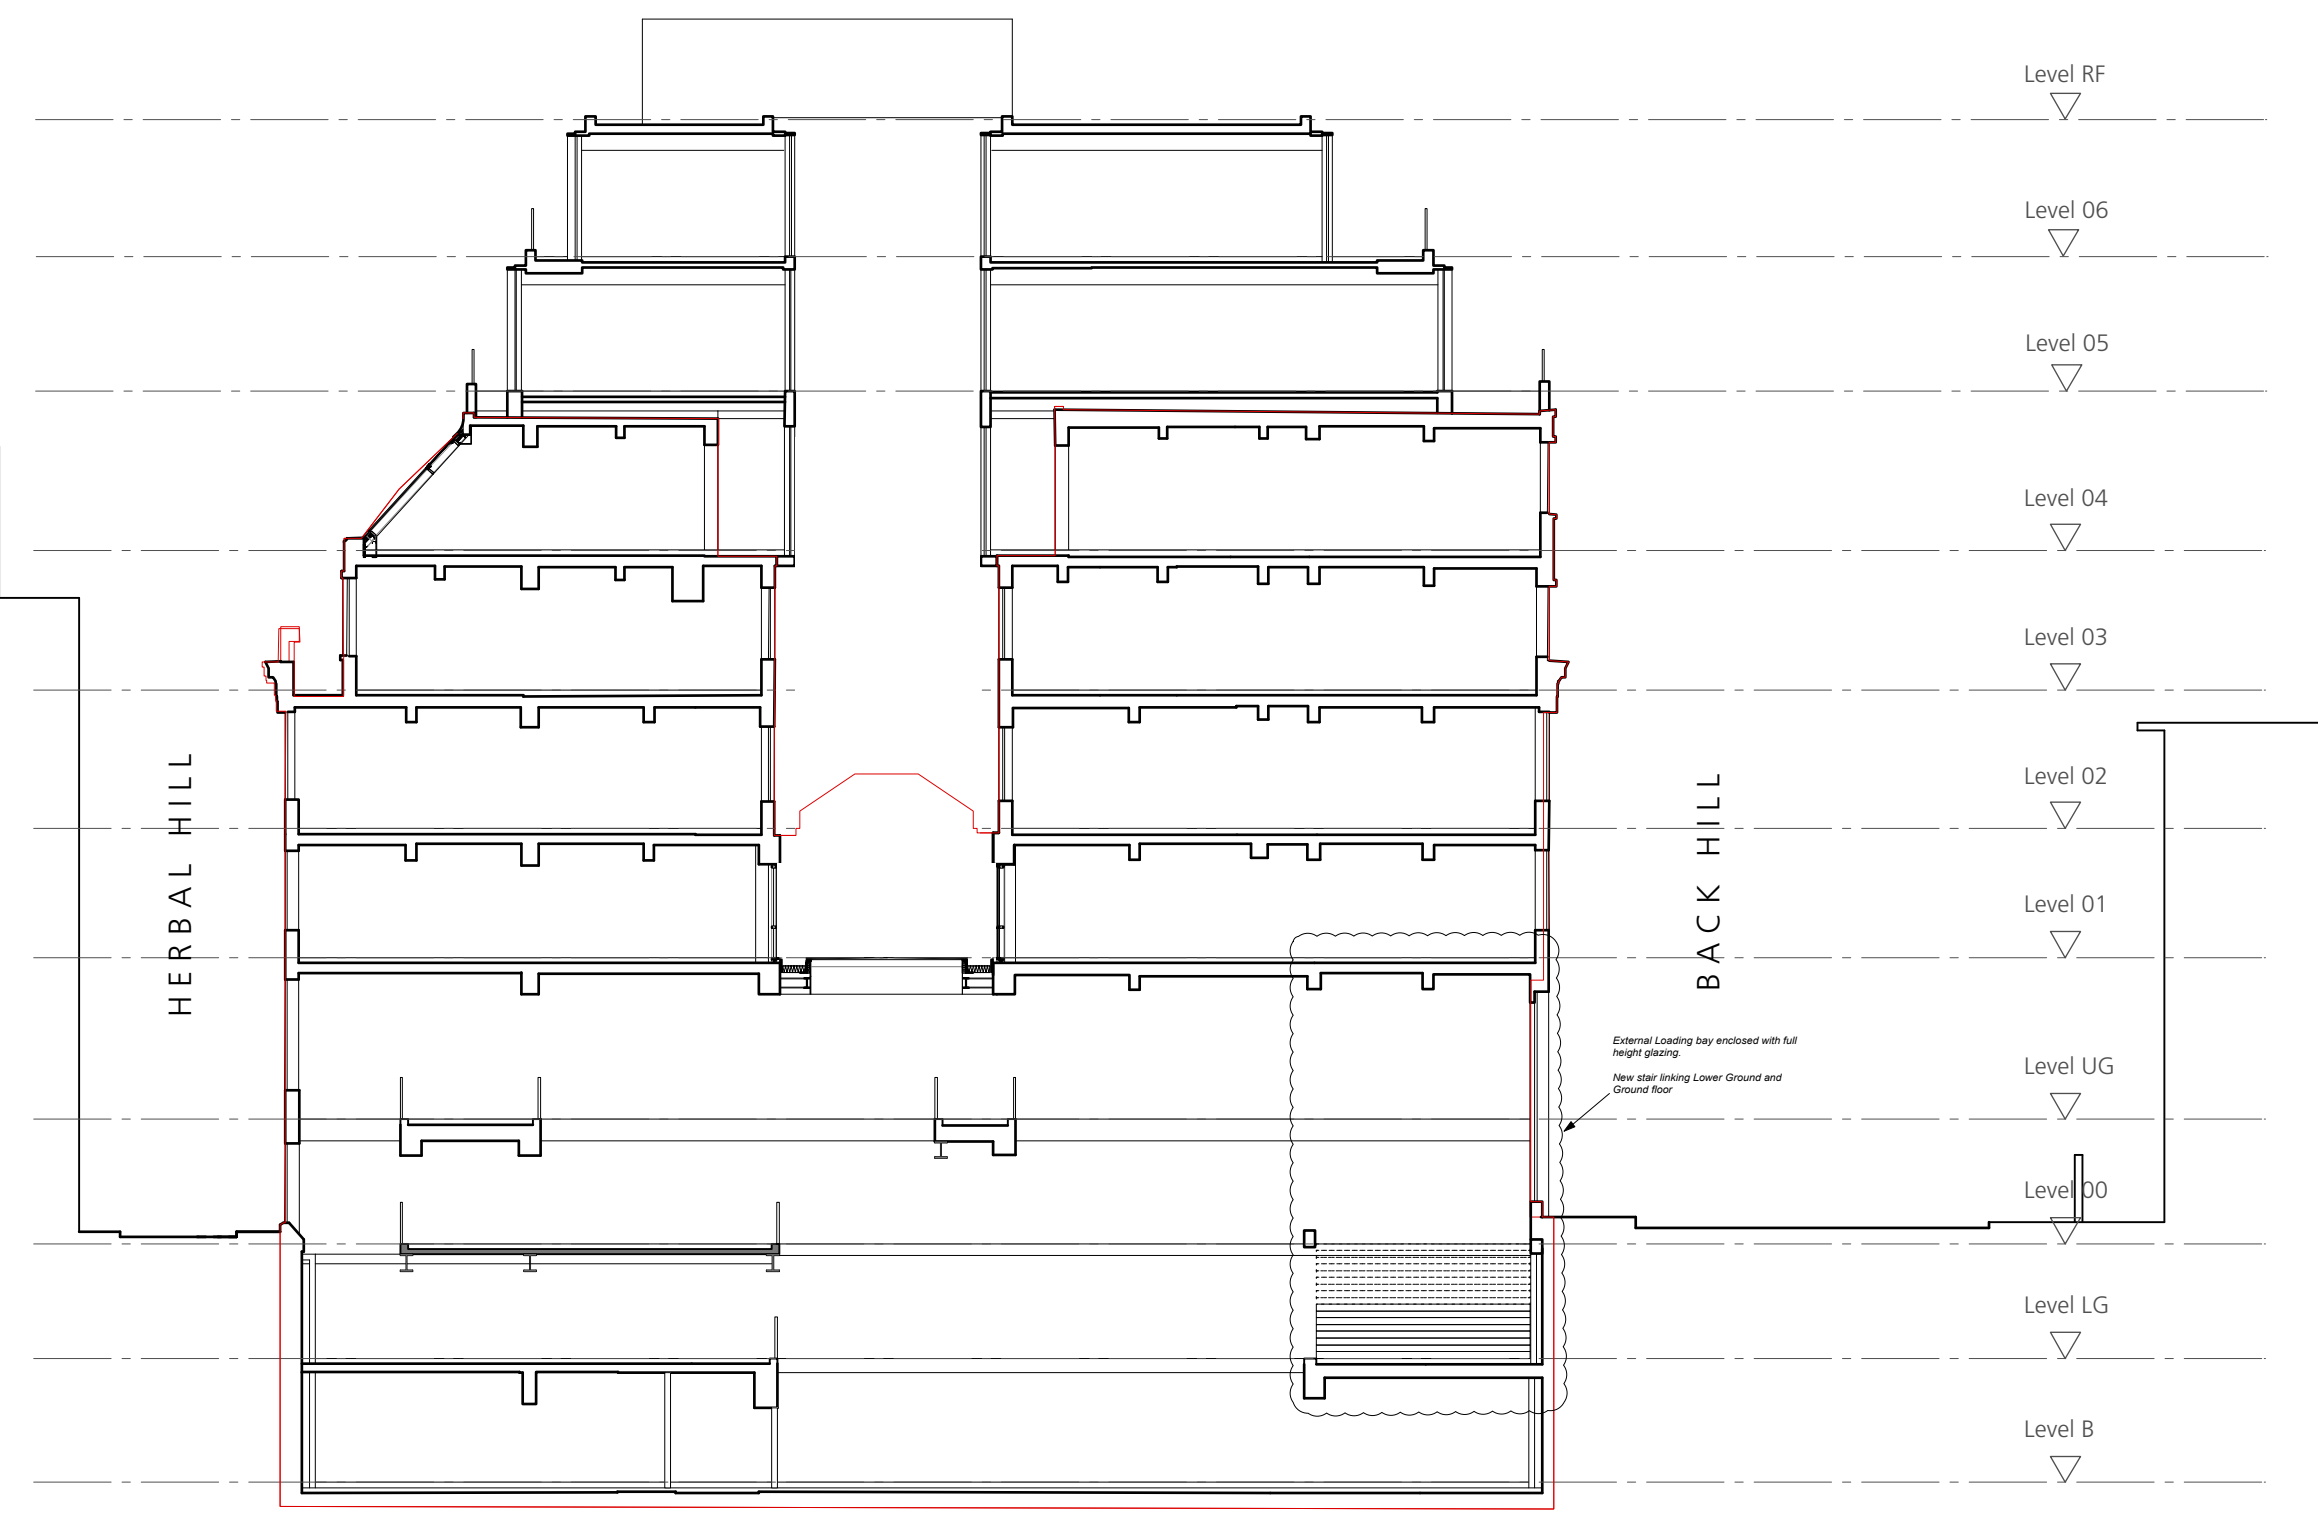 Level RF
Level 06
Level 05
Level 04
Level 03
Level 02
Level 01
Level UG
Level 00
Level LG
Level B
HERBAL HILL
BACK HILL
External Loading bay enclosed with full
height glazing.
New stair linking Lower Ground and
Ground floor